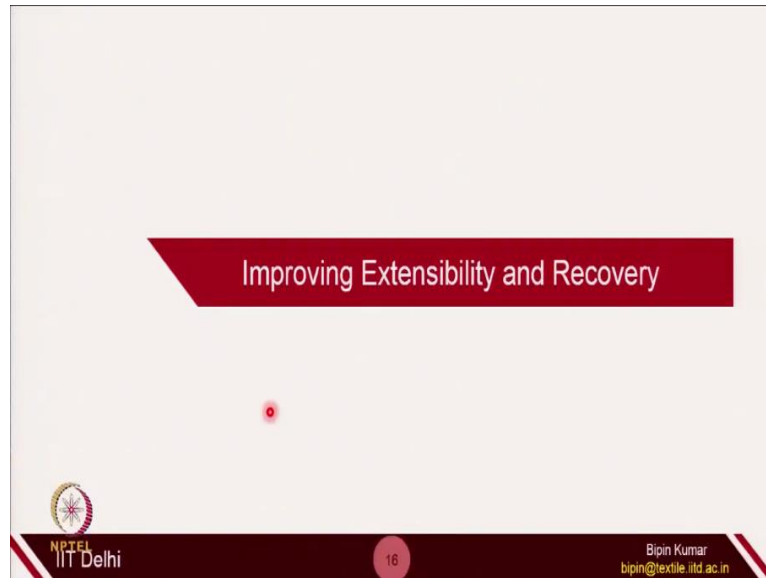 Improving Extensibility and Recovery
NPTEL
IIT Delhi
16
Bipin Kumar
bipin@textile.iitd.ac.in